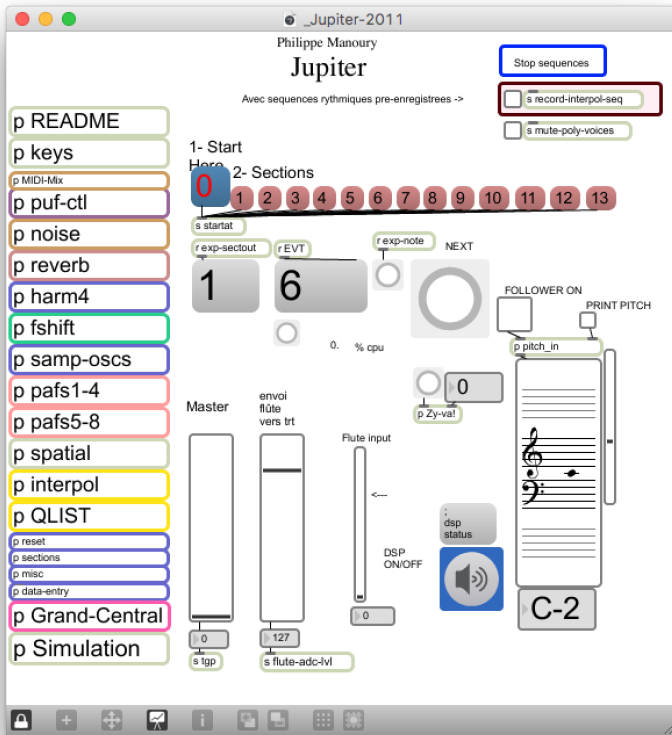 _Jupiter-2011
Philippe Manoury
Jupiter
Avec sequences rythmiques pre-enregistrees ->
Stop sequences
s record-interpol-seq
s mute-poly-voices
p README
p keys
p MIDI-Mix
p puf-ctl
p noise
p reverb
p harm4
p fshift
p samp-oscs
p pafs1-4
p pafs5-8
p spatial
p interpol
p QLIST
p reset
p sections
p misc
p data-entry
p Grand-Central
p Simulation
1- Start
Here
0
2- Sections
1 2 3 4 5 6 7 8 9 10 11 12 13
s startat
r exp-sectout
r EVT
r exp-note
NEXT
1
6
FOLLOWER ON
PRINT PITCH
0.
% cpu
p pitch_in
0
p Zy-va!
Master
envoi
flûte
vers trt
Flute input
<---
;
dsp
status
DSP
ON/OFF
C-2
0
127
0
s tgp
s flute-adc-lvl